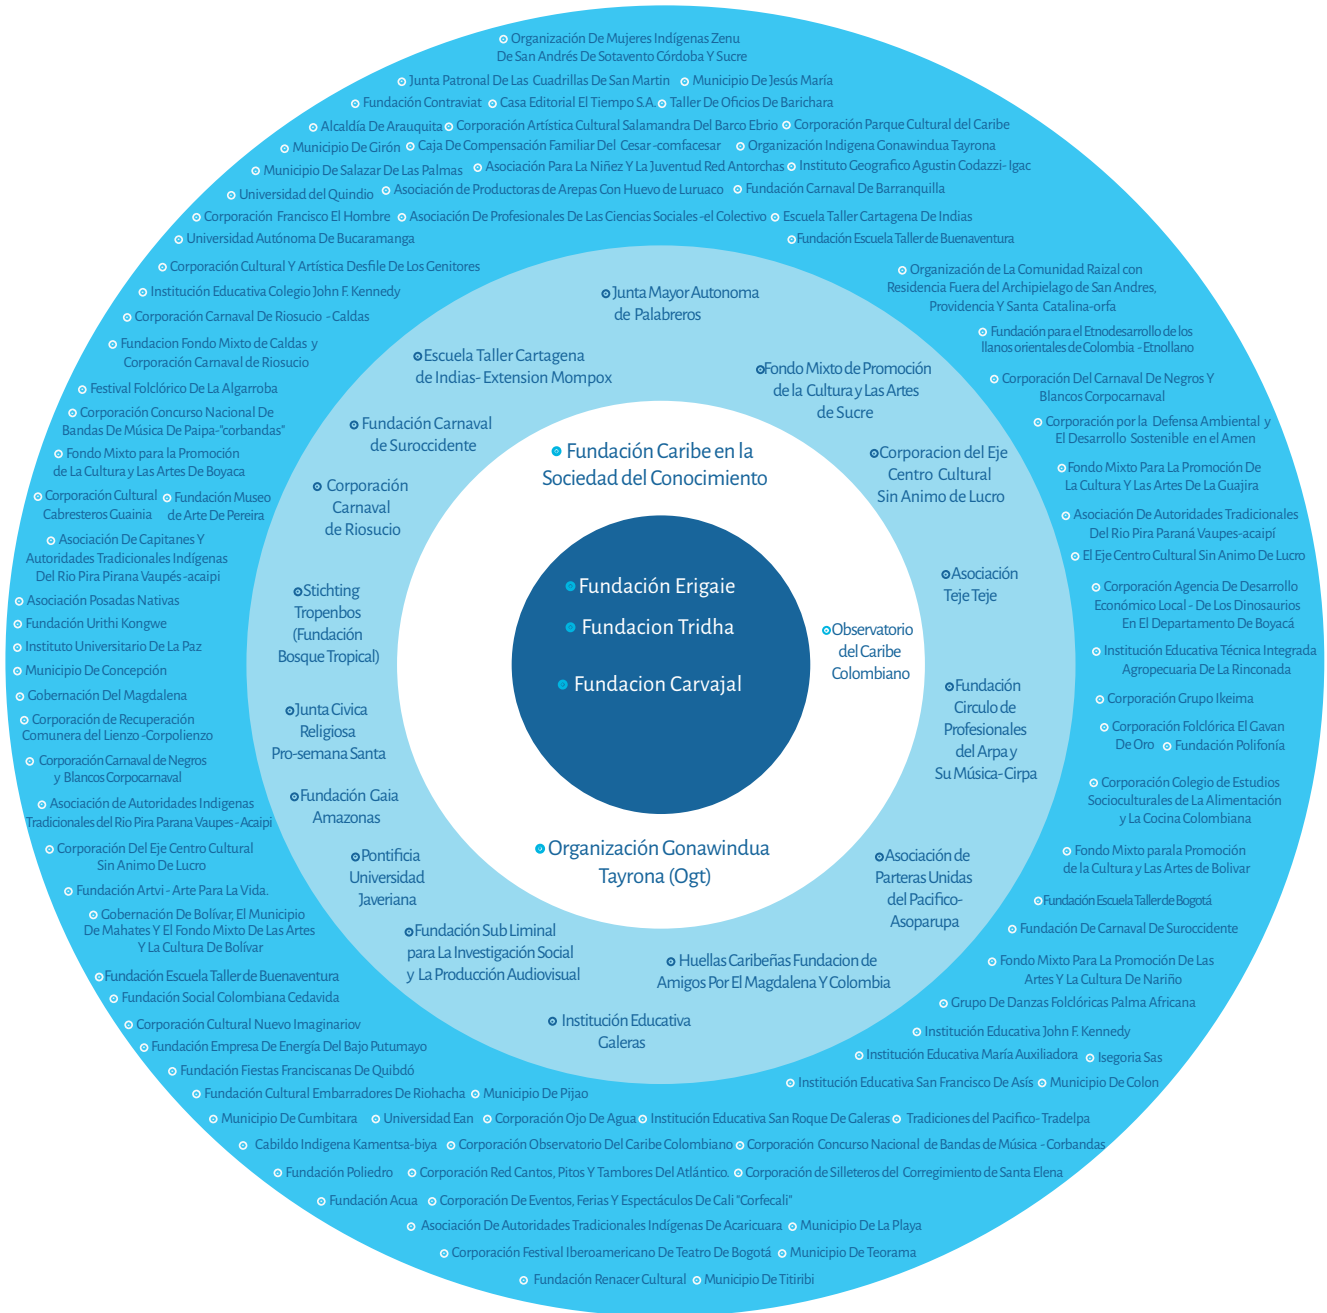 Organización De Mujeres Indígenas Zenu
De San Andrés De Sotavento Córdoba Y Sucre
Junta Patronal De Las Cuadrillas De San Martin
Municipio De Jesús María
Fundación Contraviat
Casa Editorial El Tiempo S.A.
Taller De Oficios De Barichara
Alcaldía De Arauquita
Corporación Artística Cultural Salamandra Del Barco Ebrio
Corporación Parque Cultural del Caribe
Municipio De Girón
Caja De Compensación Familiar Del Cesar-comfacesar
Organización Indigena Gonawindua Tayrona
Municipio De Salazar De Las Palmas
Asociación Para La Niñez Y La Juventud Red Antorchas
Instituto Geografico Agustin Codazzi- Igac
Universidad del Quindio
Asociación de Productoras de Arepas Con Huevo de Luruaco
Fundación Carnaval De Barranquilla
Corporación Francisco El Hombre
Asociación De Profesionales De Las Ciencias Sociales -el Colectivo
Escuela Taller Cartagena De Indias
Universidad Autónoma De Bucaramanga
Fundación Escuela Taller de Buenaventura
Corporación Cultural Y Artística Desfile De Los Genitores
Institución Educativa Colegio John F. Kennedy
Corporación Carnaval De Riosucio - Caldas
Fundacion Fondo Mixto de Caldas y
Corporación Carnaval de Riosucio
Festival Folclórico De La Algarroba
Corporación Concurso Nacional De
Bandas De Música De Paipa-"corbandas"
Fondo Mixto para la Promoción
de La Cultura y Las Artes De Boyaca
Corporación Cultural
Cabresteros Guainia
Fundación Museo
de Arte De Pereira
Asociación De Capitanes Y
Autoridades Tradicionales Indígenas
Del Rio Pira Pirana Vaupés -acaipi
Asociación Posadas Nativas
Fundación Urithi Kongwe
Instituto Universitario De La Paz
Municipio De Concepción
Gobernación Del Magdalena
Corporación de Recuperación
Comunera del Lienzo -Corpolienzo
Corporación Carnaval de Negros
y Blancos Corpocarnaval
Asociación de Autoridades Indigenas
Tradicionales del Rio Pira Parana Vaupes - Acaipi
Corporación Del Eje Centro Cultural
Sin Animo De Lucro
Fundación Artvi - Arte Para La Vida.
Gobernación De Bolívar, El Municipio
De Mahates Y El Fondo Mixto De Las Artes
Y La Cultura De Bolívar
Fundación Escuela Taller de Buenaventura
Fundación Social Colombiana Cedavida
Corporación Cultural Nuevo Imaginariov
Fundación Empresa De Energía Del Bajo Putumayo
Fundación Fiestas Franciscanas De Quibdó
Organización de La Comunidad Raizal con
Residencia Fuera del Archipielago de San Andres,
Providencia Y Santa Catalina-orfa
Fundación para el Etnodesarrollo de los
llanos orientales de Colombia - Etnollano
Corporación Del Carnaval De Negros Y
Blancos Corpocarnaval
Corporación por la Defensa Ambiental y
El Desarrollo Sostenible en el Amen
Fondo Mixto Para La Promoción De
La Cultura Y Las Artes De La Guajira
Asociación De Autoridades Tradicionales
Del Rio Pira Paraná Vaupes-acaipí
El Eje Centro Cultural Sin Animo De Lucro
Corporación Agencia De Desarrollo
Económico Local - De Los Dinosaurios
En El Departamento De Boyacá
Institución Educativa Técnica Integrada
Agropecuaria De La Rinconada
Corporación Grupo Ikeima
Corporación Folclórica El Gavan
De Oro
Fundación Polifonía
Corporación Colegio de Estudios
Socioculturales de La Alimentación
y La Cocina Colombiana
Fondo Mixto parala Promoción
de la Cultura y Las Artes de Bolivar
Fundación Escuela Taller de Bogotá
Fundación De Carnaval De Suroccidente
Fondo Mixto Para La Promoción De Las
Artes Y La Cultura De Nariño
Grupo De Danzas Folclóricas Palma Africana
Institución Educativa John F. Kennedy
Institución Educativa María Auxiliadora
Isegoria Sas
Institución Educativa San Francisco De Asís
Municipio De Colon
Fundación Cultural Embarradores De Riohacha
Municipio De Pijao
Municipio De Cumbitara
Universidad Ean
Corporación Ojo De Agua
Institución Educativa San Roque De Galeras
Tradiciones del Pacifico- Tradelpa
Cabildo Indigena Kamentsa-biya
Corporación Observatorio Del Caribe Colombiano
Corporación Concurso Nacional de Bandas de Música - Corbandas
Fundación Poliedro
Corporación Red Cantos, Pitos Y Tambores Del Atlántico.
Corporación de Silleteros del Corregimiento de Santa Elena
Fundación Acua
Corporación De Eventos, Ferias Y Espectáculos De Cali "Corfecali"
Asociación De Autoridades Tradicionales Indígenas De Acaricuara
Municipio De La Playa
Corporación Festival Iberoamericano De Teatro De Bogotá
Municipio De Teorama
Fundación Renacer Cultural
Municipio De Titiribi
Junta Mayor Autonoma
de Palabreros
Escuela Taller Cartagena
de Indias- Extension Mompox
Fondo Mixto de Promoción
de la Cultura y Las Artes
de Sucre
Fundación Carnaval
de Suroccidente
Corporacion del Eje
Centro Cultural
Sin Animo de Lucro
Corporación
Carnaval
de Riosucio
Asociación
Teje Teje
Stichting
Tropenbos
(Fundación
Bosque Tropical)
Fundación
Circulo de
Profesionales
del Arpa y
Su Música- Cirpa
Junta Civica
Religiosa
Pro-semana Santa
Fundación Gaia
Amazonas
Pontificia
Universidad
Javeriana
Asociación de
Parteras Unidas
del Pacifico-
Asoparupa
Fundación Sub Liminal
para La Investigación Social
y La Producción Audiovisual
Huellas Caribeñas Fundacion de
Amigos Por El Magdalena Y Colombia
Institución Educativa
Galeras
Fundación Caribe en la
Sociedad del Conocimiento
Observatorio
del Caribe
Colombiano
Organización Gonawindua
Tayrona (Ogt)
Fundación Erigaie
Fundacion Tridha
Fundacion Carvajal